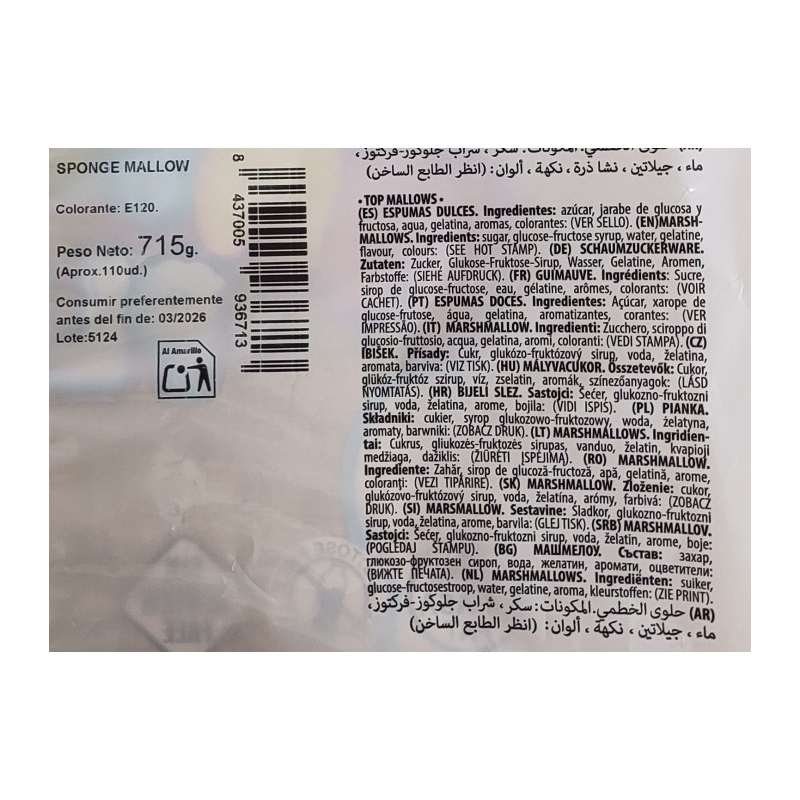 SPONGE MALLOW
Colorante: E120.
Peso Neto: 715g.
(Aprox.110ud.)
Consumir preferentemente
antes del fin de: 03/2026
Lote:5124
Al Amarillo
8 437005 936713
ماء ، جيلاتين ، نشا ذرة ، نكهة ، ألوان: (انظر الطابع الساخن)
• TOP MALLOWS •
(ES) ESPUMAS DULCES. Ingredientes: azúcar, jarabe de glucosa y
fructosa, agua, gelatina, aromas, colorantes: (VER SELLO). (EN)MARSH-
MALLOWS. Ingredients: sugar, glucose-fructose syrup, water, gelatine,
flavour, colours: (SEE HOT STAMP). (DE) SCHAUMZUCKERWARE.
Zutaten: Zucker, Glukose-Fruktose-Sirup, Wasser, Gelatine, Aromen,
Farbstoffe: (SIEHE AUFDRUCK). (FR) GUIMAUVE. Ingrédients: Sucre,
sirop de glucose-fructose, eau, gélatine, arômes, colorants: (VOIR
CACHET). (PT) ESPUMAS DOCES. Ingredientes: Açúcar, xarope de
glucose-frutose, água, gelatina, aromatizantes, corantes: (VER
IMPRESSÃO). (IT) MARSHMALLOW. Ingredienti: Zucchero, sciroppo di
glucosio-fruttosio, acqua, gelatina, aromi, coloranti: (VEDI STAMPA). (CZ)
IBIŠEK. Přísady: Cukr, glukózo-fruktózový sirup, voda, želatina,
aromata, barviva: (VIZ TISK). (HU) MÁLYVACUKOR. Összetevők: Cukor,
glükóz-fruktóz szirup, víz, zselatin, aromák, színezőanyagok: (LÁSD
NYOMTATÁS). (HR) BIJELI SLEZ. Sastojci: Šećer, glukozno-fruktozni
sirup, voda, želatina, arome, bojila: (VIDI ISPIS). (PL) PIANKA.
Składniki: cukier, syrop glukozowo-fruktozowy, woda, żelatyna,
aromaty, barwniki: (ZOBACZ DRUK). (LT) MARSHMALLOWS. Ingridien-
tai: Cukrus, gliukozės-fruktozės sirupas, vanduo, želatin, kvapioji
medžiaga, dažiklis: (ŽIŪRĖTI ĮSPĖJIMĄ). (RO) MARSHMALLOW.
Ingrediente: Zahăr, sirop de glucoză-fructoză, apă, gelatină, arome,
coloranți: (VEZI TIPĂRIRE). (SK) MARSHMALLOW. Zloženie: cukor,
glukózovo-fruktózový sirup, voda, želatína, arómy, farbivá: (ZOBACZ
DRUK). (SI) MARSMALLOW. Sestavine: Sladkor, glukozno-fruktozni
sirup, voda, želatina, arome, barvila: (GLEJ TISK). (SRB) MARSHMALLOV.
Sastojci: Šećer, glukozno-fruktozni sirup, voda, želatin, arome, boje:
(POGLEDAJ ŠTAMPU). (BG) МАШМЕЛОУ. Състав: захар,
глюкозо-фруктозен сироп, вода, желатин, аромати, оцветители:
(ВИЖТЕ ПЕЧАТА). (NL) MARSHMALLOWS. Ingrediënten: suiker,
glucose-fructosestroop, water, gelatine, aroma, kleurstoffen: (ZIE PRINT).
(AR) حلوى الخطمي. المكونات: سكر ، شراب جلوكوز-فركتوز،
ماء ، جيلاتين ، نكهة ، ألوان: (انظر الطابع الساخن)